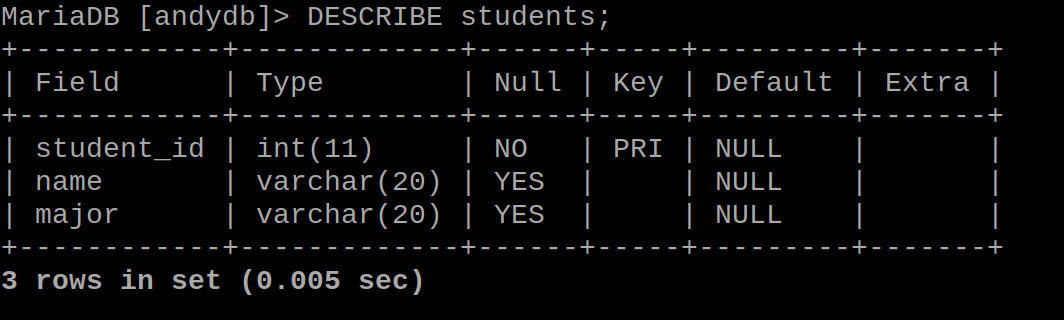 MariaDB [andydb]> DESCRIBE students;
+------------+-------------+------+-----+---------+-------+
| Field      | Type        | Null | Key | Default | Extra |
+------------+-------------+------+-----+---------+-------+
| student_id | int(11)     | NO   | PRI | NULL    |       |
| name       | varchar(20) | YES  |     | NULL    |       |
| major      | varchar(20) | YES  |     | NULL    |       |
+------------+-------------+------+-----+---------+-------+
3 rows in set (0.005 sec)